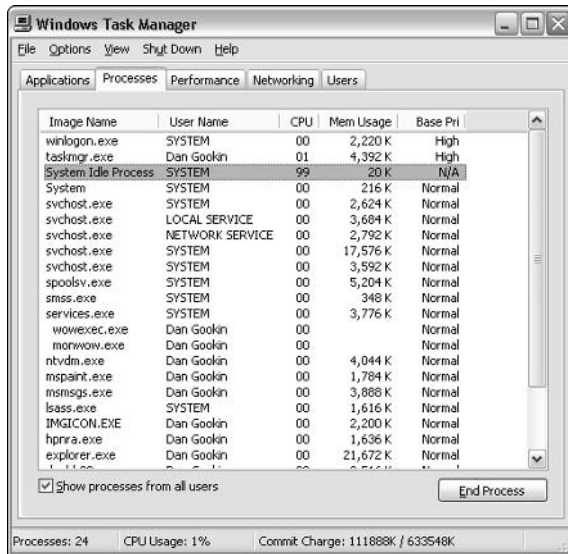 Windows Task Manager
File Options View Shut Down Help
Applications Processes Performance Networking Users
Image Name User Name CPU Mem Usage Base Pri
winlogon.exe SYSTEM 00 2,220 K High
taskmgr.exe Dan Gookin 01 4,392 K High
System Idle Process SYSTEM 99 20 K N/A
System SYSTEM 00 216 K Normal
svchost.exe SYSTEM 00 2,624 K Normal
svchost.exe LOCAL SERVICE 00 3,684 K Normal
svchost.exe NETWORK SERVICE 00 2,792 K Normal
svchost.exe SYSTEM 00 17,576 K Normal
svchost.exe SYSTEM 00 3,592 K Normal
spoolsv.exe SYSTEM 00 5,204 K Normal
smss.exe SYSTEM 00 348 K Normal
services.exe SYSTEM 00 3,776 K Normal
wowexec.exe Dan Gookin 00 Normal
monwow.exe Dan Gookin 00 Normal
ntvdm.exe Dan Gookin 00 4,044 K Normal
mspaint.exe Dan Gookin 00 1,784 K Normal
msmsgs.exe Dan Gookin 00 3,888 K Normal
lsass.exe SYSTEM 00 1,616 K Normal
IMGICON.EXE Dan Gookin 00 2,200 K Normal
hpnra.exe Dan Gookin 00 1,636 K Normal
explorer.exe Dan Gookin 00 21,672 K Normal
Show processes from all users
End Process
Processes: 24 CPU Usage: 1% Commit Charge: 111888K / 633548K